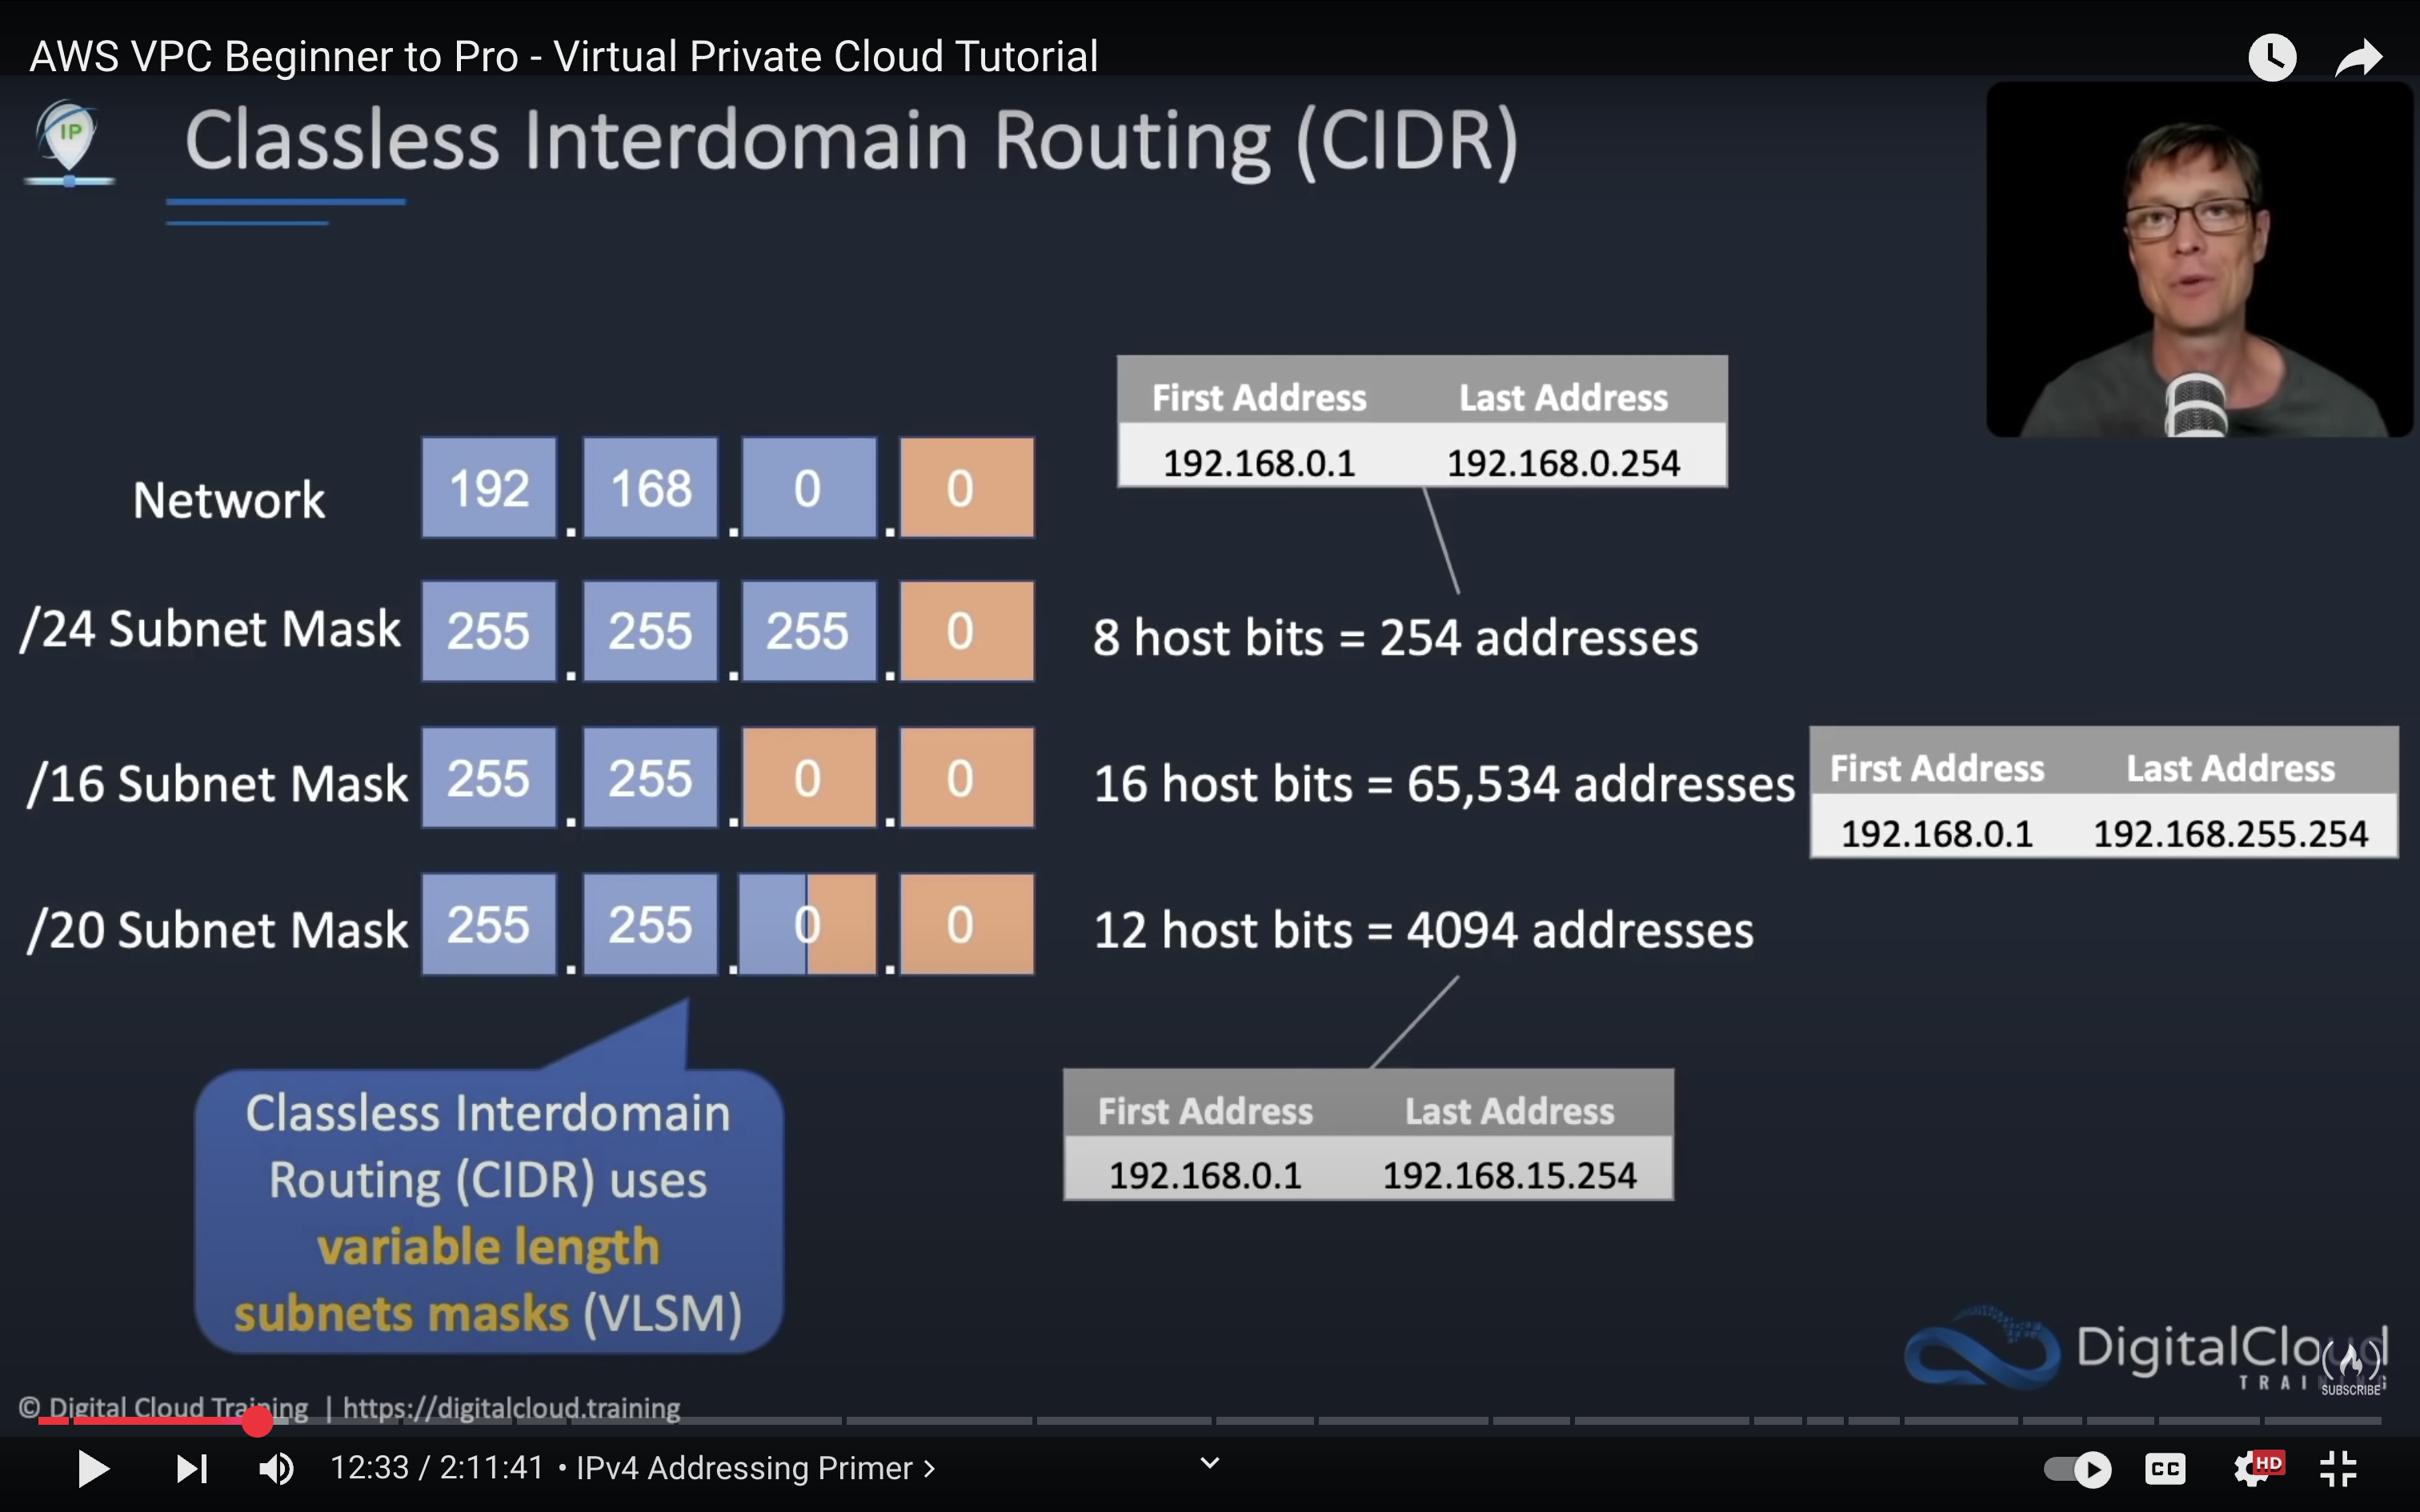 AWS VPC Beginner to Pro - Virtual Private Cloud Tutorial
IP
Classless Interdomain Routing (CIDR)
First Address Last Address
192.168.0.1 192.168.0.254
Network 192 . 168 . 0 . 0
/24 Subnet Mask 255 . 255 . 255 . 0
8 host bits = 254 addresses
/16 Subnet Mask 255 . 255 . 0 . 0
16 host bits = 65,534 addresses
First Address Last Address
192.168.0.1 192.168.255.254
/20 Subnet Mask 255 . 255 . 0 . 0
12 host bits = 4094 addresses
First Address Last Address
192.168.0.1 192.168.15.254
Classless Interdomain
Routing (CIDR) uses
variable length
subnets masks (VLSM)
DigitalCloud
TRAINING
SUBSCRIBE
© Digital Cloud Training | https://digitalcloud.training
12:33 / 2:11:41 • IPv4 Addressing Primer >
CC
HD